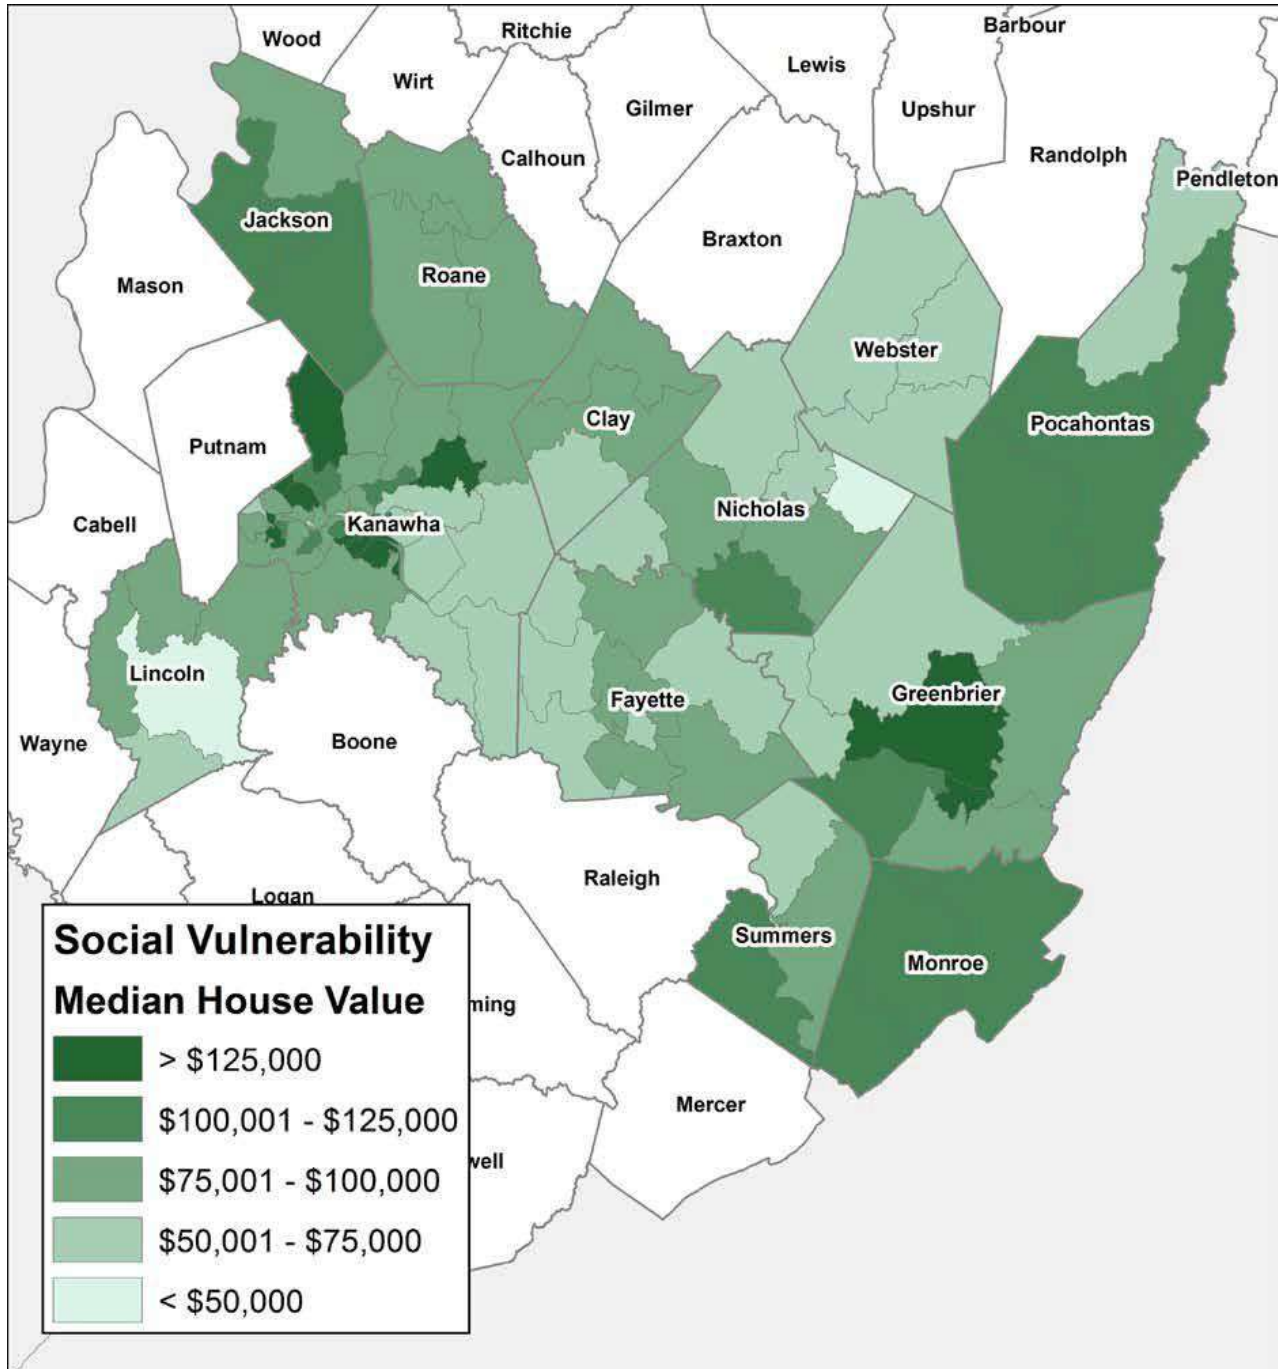 Wood
Ritchie
Barbour
Wirt
Lewis
Gilmer
Upshur
Calhoun
Randolph
Pendleton
Jackson
Braxton
Roane
Mason
Webster
Clay
Pocahontas
Putnam
Nicholas
Cabell
Kanawha
Lincoln
Greenbrier
Fayette
Wayne
Boone
Raleigh
Logan
Summers
Monroe
ming
Mercer
well
Social Vulnerability
Median House Value
> $125,000
$100,001 - $125,000
$75,001 - $100,000
$50,001 - $75,000
< $50,000